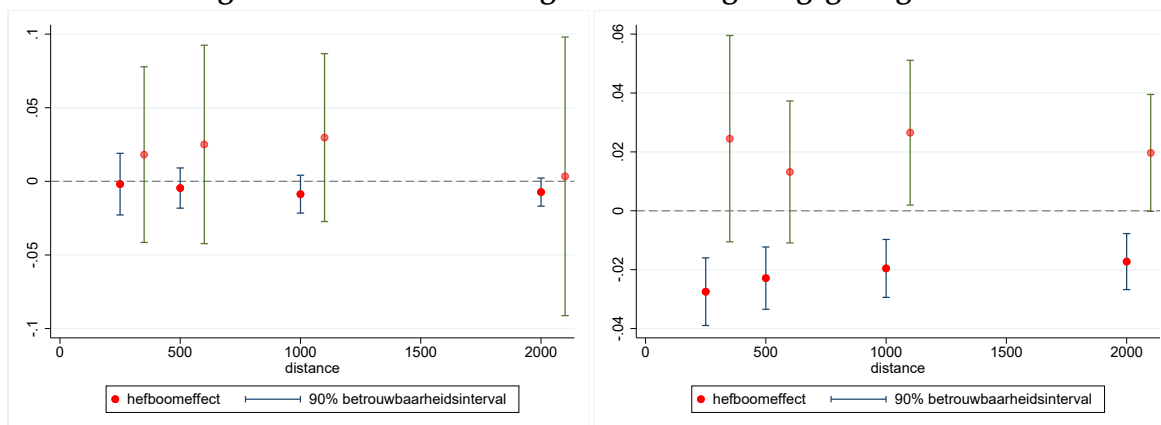 .1
.05
0
-.05
-.1
0 500 1000 1500 2000
distance
hefboomeffect 90% betrouwbaarheidsinterval
.06
.04
.02
0
-.02
-.04
0 500 1000 1500 2000
distance
hefboomeffect 90% betrouwbaarheidsinterval